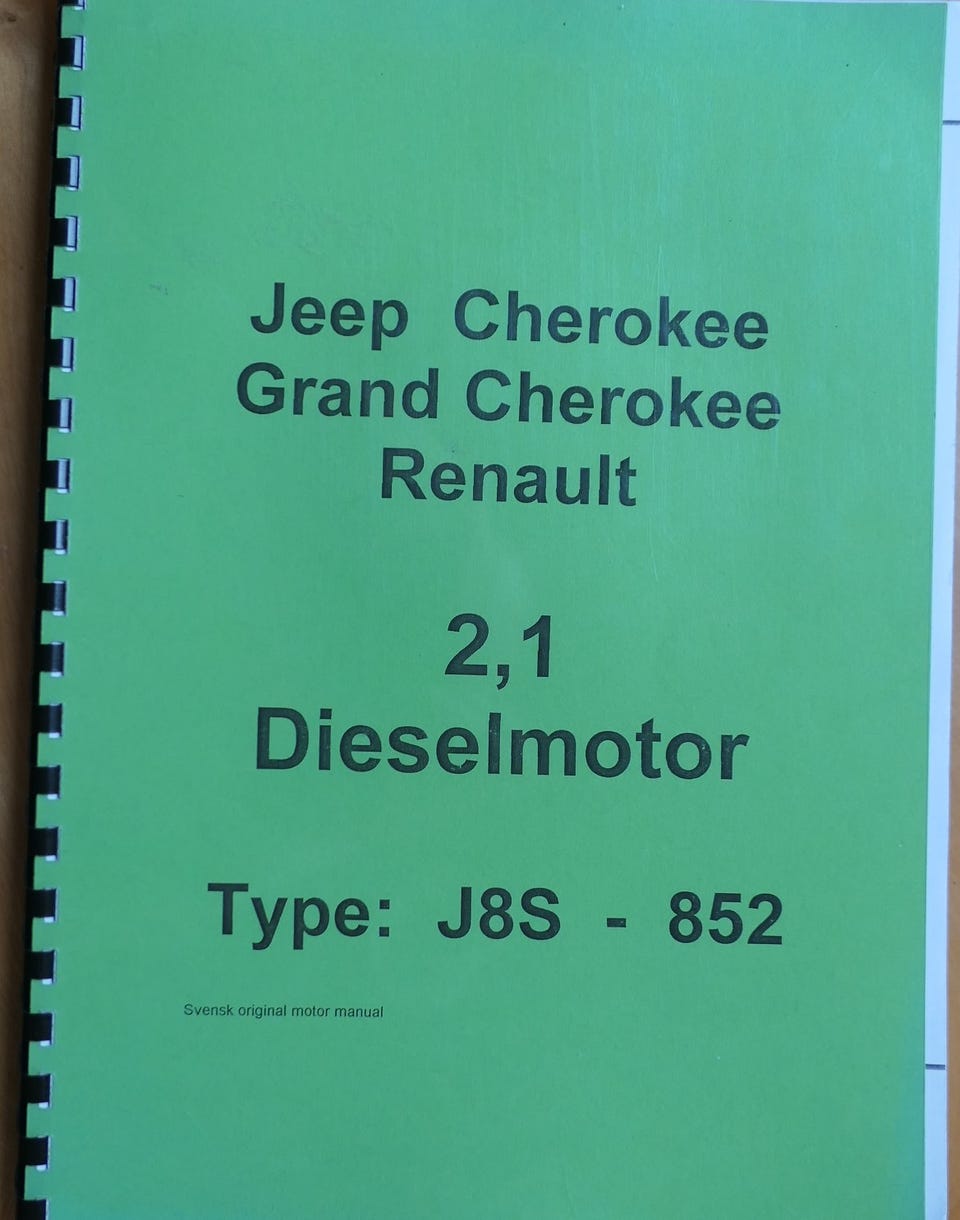 Jeep Cherokee
Grand Cherokee
Renault
2,1
Dieselmotor
Type: J8S - 852
Svensk original motor manual